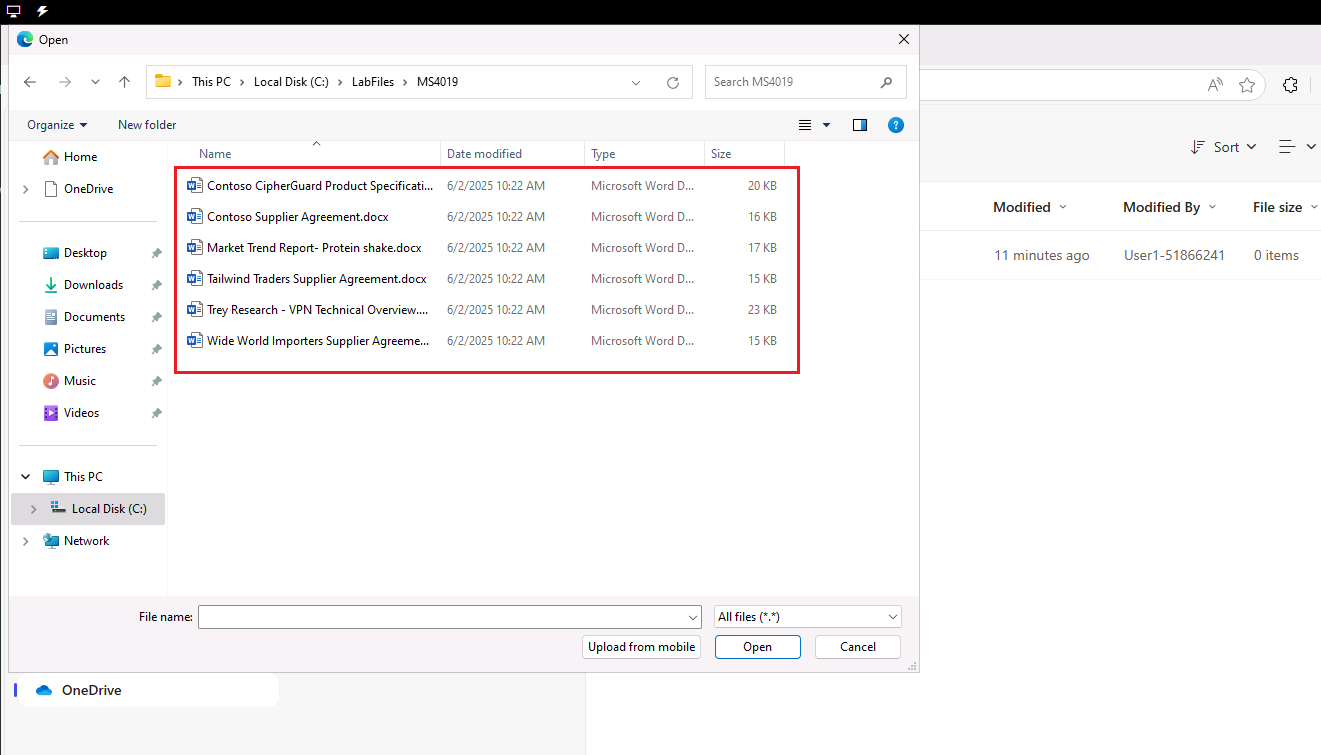 Open
This PC Local Disk (C:) LabFiles MS4019
Search MS4019
Organize New folder
Sort
Home
OneDrive
Desktop
Downloads
Documents
Pictures
Music
Videos
This PC
Local Disk (C:)
Network
Name Date modified Type Size
Contoso CipherGuard Product Specificati... 6/2/2025 10:22 AM Microsoft Word D... 20 KB
Contoso Supplier Agreement.docx 6/2/2025 10:22 AM Microsoft Word D... 16 KB
Market Trend Report- Protein shake.docx 6/2/2025 10:22 AM Microsoft Word D... 17 KB
Tailwind Traders Supplier Agreement.docx 6/2/2025 10:22 AM Microsoft Word D... 15 KB
Trey Research - VPN Technical Overview.... 6/2/2025 10:22 AM Microsoft Word D... 23 KB
Wide World Importers Supplier Agreeme... 6/2/2025 10:22 AM Microsoft Word D... 15 KB
Modified Modified By File size
11 minutes ago User1-51866241 0 items
File name: All files (*.*)
Upload from mobile Open Cancel
OneDrive